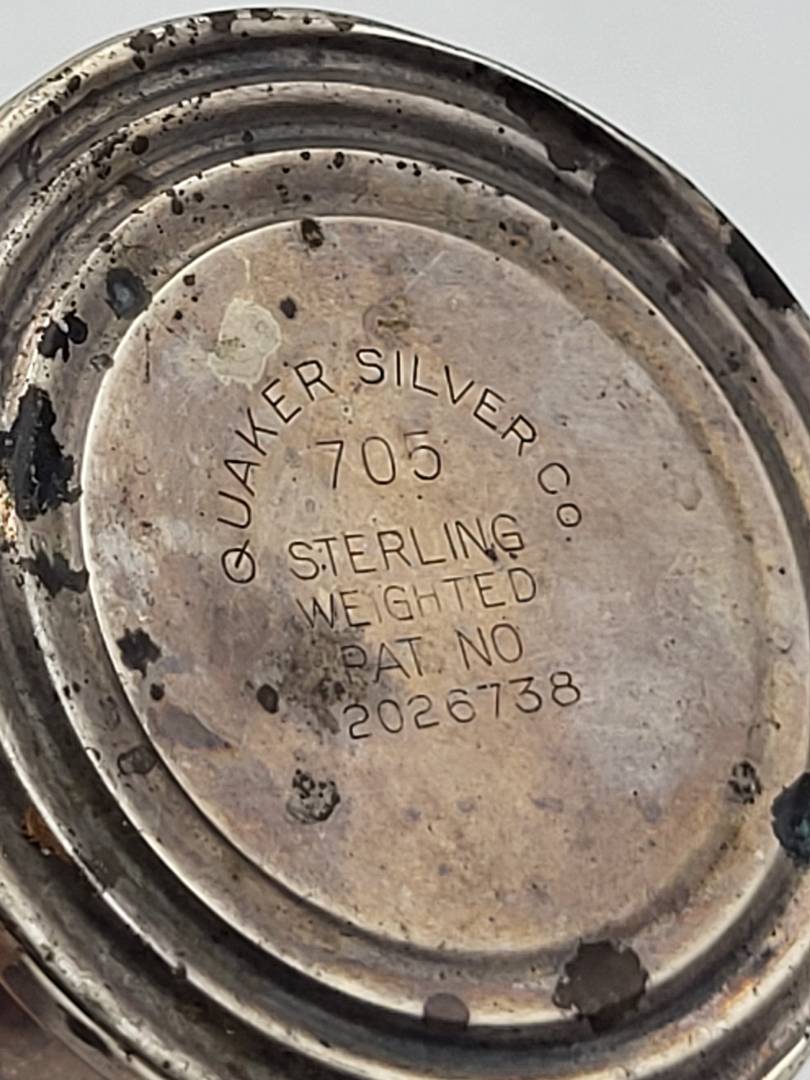 QUAKER SILVER CO
705
STERLING
WEIGHTED
PAT. NO
2026738